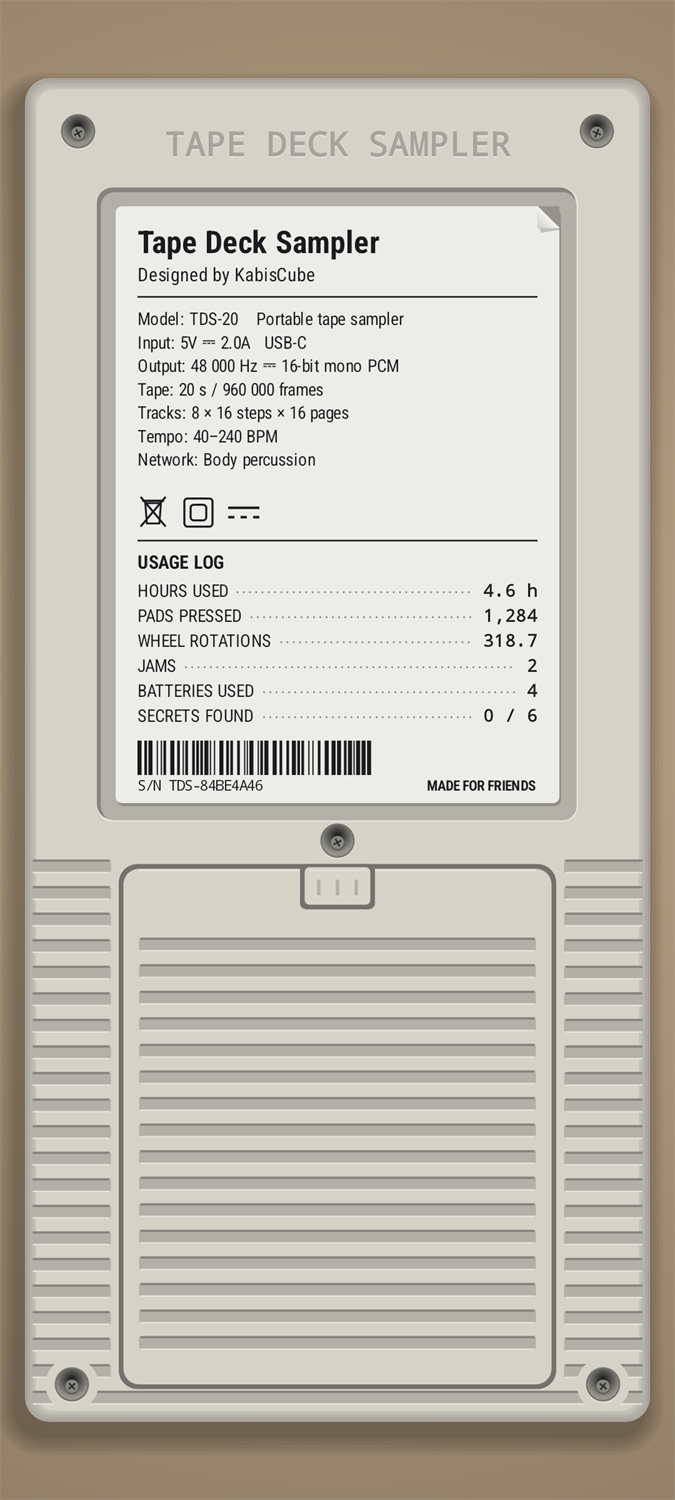 TAPE DECK SAMPLER
Tape Deck Sampler
Designed by KabisCube
Model: TDS-20 Portable tape sampler
Input: 5V ⎓ 2.0A USB-C
Output: 48 000 Hz ⎓ 16-bit mono PCM
Tape: 20 s / 960 000 frames
Tracks: 8 × 16 steps × 16 pages
Tempo: 40–240 BPM
Network: Body percussion
USAGE LOG
HOURS USED 4.6 h
PADS PRESSED 1,284
WHEEL ROTATIONS 318.7
JAMS 2
BATTERIES USED 4
SECRETS FOUND 0 / 6
S/N TDS-84BE4A46 MADE FOR FRIENDS